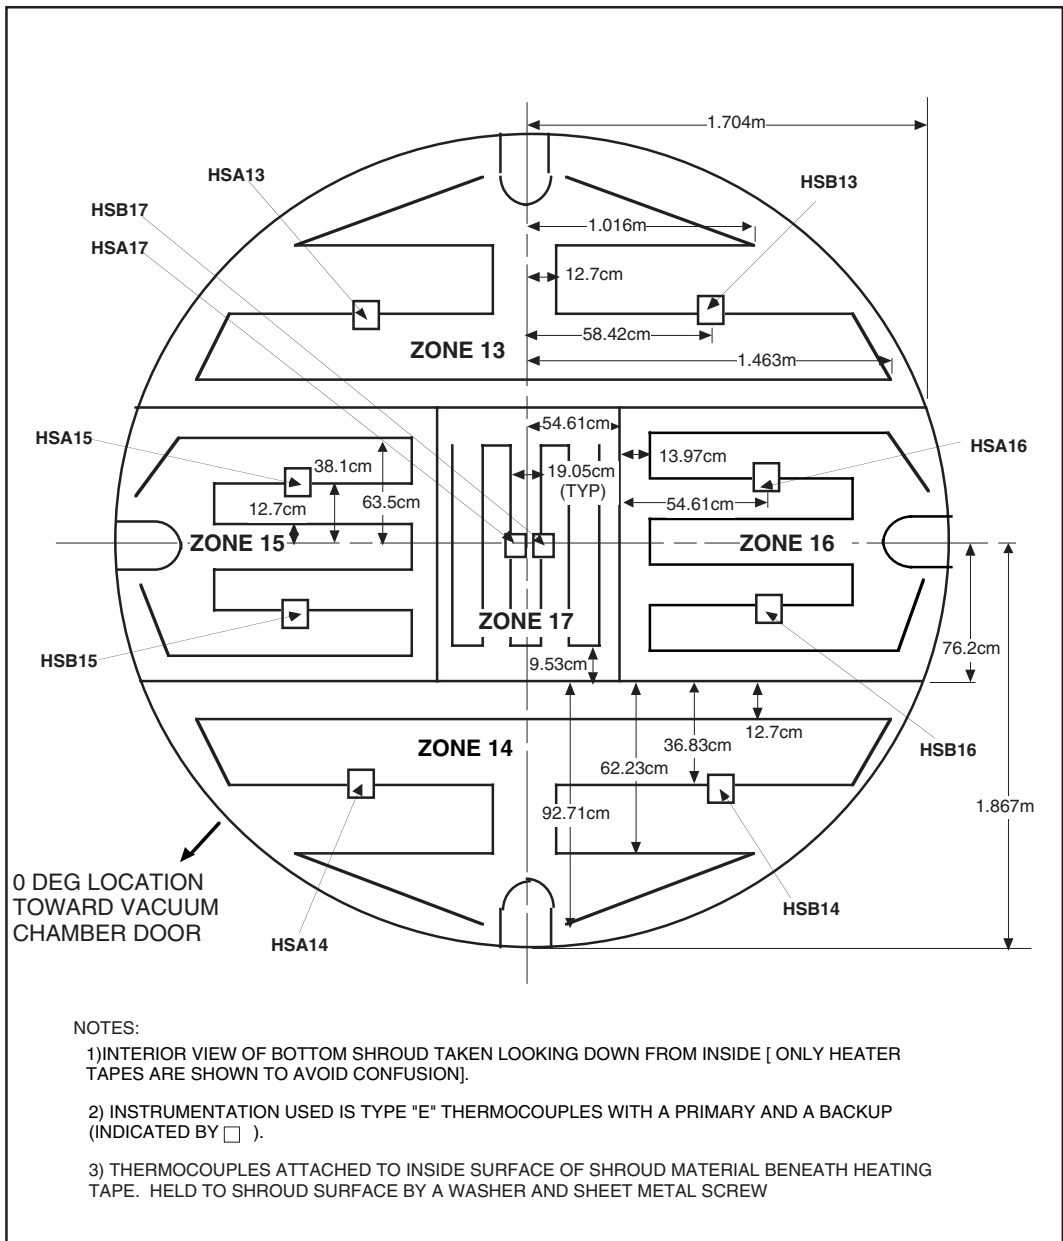 1.704m
HSA13
HSB13
HSB17
1.016m
HSA17
12.7cm
58.42cm
ZONE 13
1.463m
54.61cm
HSA15
HSA16
13.97cm
38.1cm
19.05cm
(TYP)
63.5cm
12.7cm
54.61cm
ZONE 15
ZONE 16
ZONE 17
HSB15
9.53cm
76.2cm
12.7cm
ZONE 14
36.83cm
HSB16
62.23cm
92.71cm
1.867m
0 DEG LOCATION
TOWARD VACUUM
CHAMBER DOOR
HSB14
HSA14
NOTES:
1)INTERIOR VIEW OF BOTTOM SHROUD TAKEN LOOKING DOWN FROM INSIDE [ ONLY HEATER
TAPES ARE SHOWN TO AVOID CONFUSION].
2) INSTRUMENTATION USED IS TYPE "E" THERMOCOUPLES WITH A PRIMARY AND A BACKUP
(INDICATED BY □ ).
3) THERMOCOUPLES ATTACHED TO INSIDE SURFACE OF SHROUD MATERIAL BENEATH HEATING
TAPE. HELD TO SHROUD SURFACE BY A WASHER AND SHEET METAL SCREW